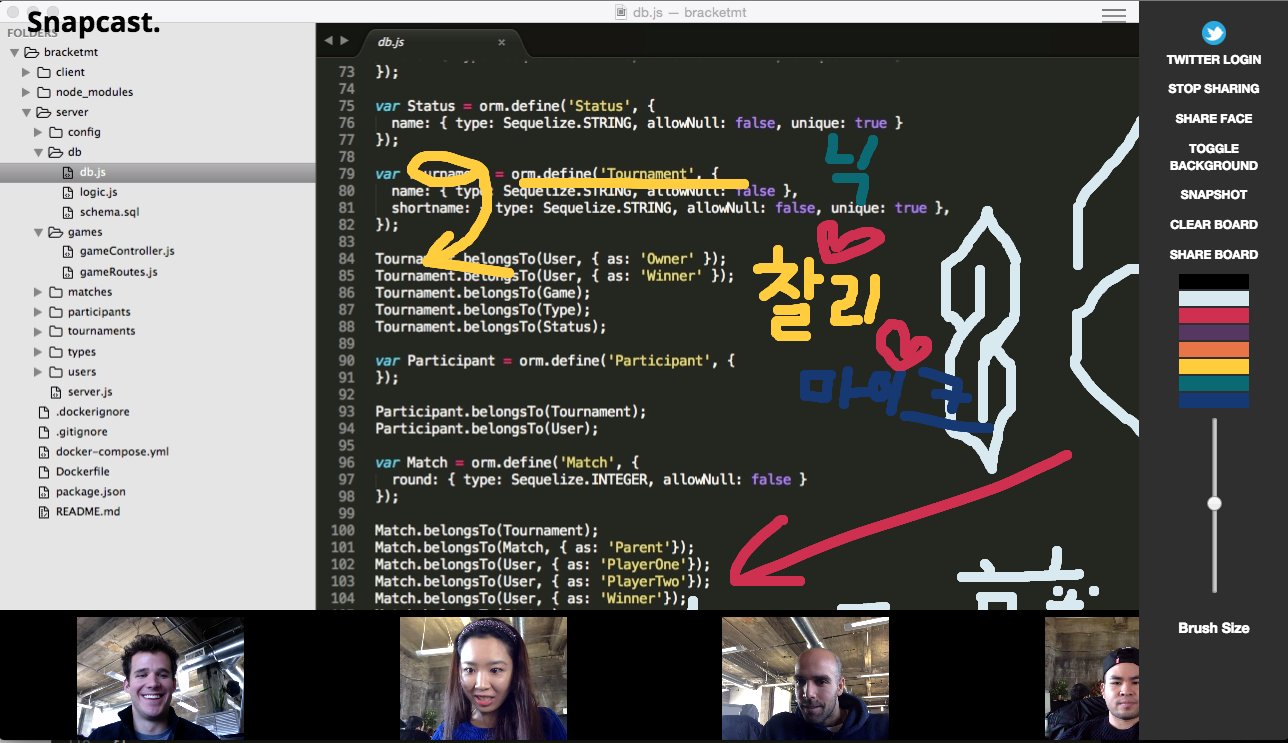 Snapcast.
db.js — bracketmt
FOLDERS
bracketmt
client
node_modules
server
config
db
db.js
logic.js
schema.sql
games
gameController.js
gameRoutes.js
matches
participants
tournaments
types
users
server.js
.dockerignore
.gitignore
docker-compose.yml
Dockerfile
package.json
README.md
db.js ×
73 });
74
75 var Status = orm.define('Status', {
76 name: { type: Sequelize.STRING, allowNull: false, unique: true }
77 });
78
79 var Tournament = orm.define('Tournament', {
80 name: { type: Sequelize.STRING, allowNull: false },
81 shortname: { type: Sequelize.STRING, allowNull: false, unique: true },
82 });
83
84 Tournament.belongsTo(User, { as: 'Owner' });
85 Tournament.belongsTo(User, { as: 'Winner' });
86 Tournament.belongsTo(Game);
87 Tournament.belongsTo(Type);
88 Tournament.belongsTo(Status);
89
90 var Participant = orm.define('Participant', {
91 });
92
93 Participant.belongsTo(Tournament);
94 Participant.belongsTo(User);
95
96 var Match = orm.define('Match', {
97 round: { type: Sequelize.INTEGER, allowNull: false }
98 });
99
100 Match.belongsTo(Tournament);
101 Match.belongsTo(Match, { as: 'Parent'});
102 Match.belongsTo(User, { as: 'PlayerOne'});
103 Match.belongsTo(User, { as: 'PlayerTwo'});
104 Match.belongsTo(User, { as: 'Winner'});
닉
찰리
마이크
TWITTER LOGIN
STOP SHARING
SHARE FACE
TOGGLE
BACKGROUND
SNAPSHOT
CLEAR BOARD
SHARE BOARD
Brush Size